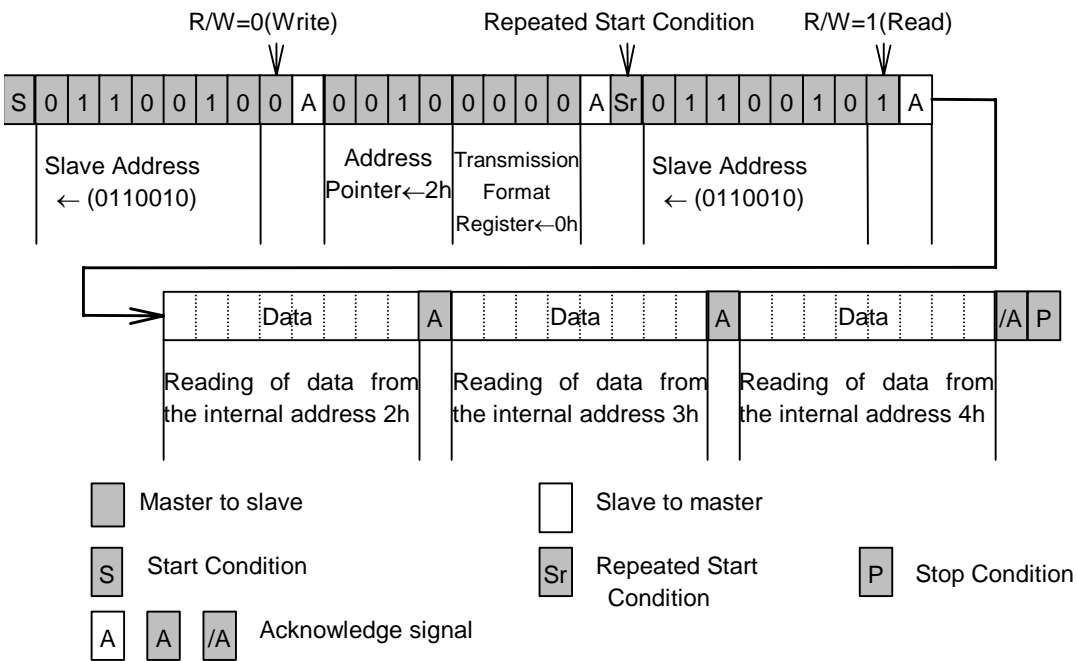 R/W=0(Write) Repeated Start Condition R/W=1(Read)
S 0 1 1 0 0 1 0 0 A 0 0 1 0 0 0 0 0 A Sr 0 1 1 0 0 1 0 1 A
Slave Address
← (0110010)
Address
Pointer←2h
Transmission
Format
Register←0h
Slave Address
← (0110010)
Data A Data A Data /A P
Reading of data from
the internal address 2h
Reading of data from
the internal address 3h
Reading of data from
the internal address 4h
Master to slave Slave to master
S Start Condition
Sr Repeated Start
Condition
P Stop Condition
A A /A Acknowledge signal